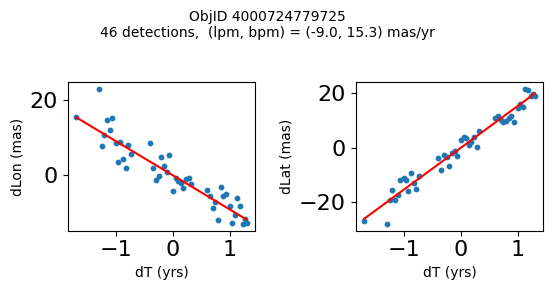 ObjID 4000724779725
46 detections,  (lpm, bpm) = (-9.0, 15.3) mas/yr
dLon (mas)
20
0
−1
0
1
dT (yrs)
dLat (mas)
20
0
−20
−1
0
1
dT (yrs)